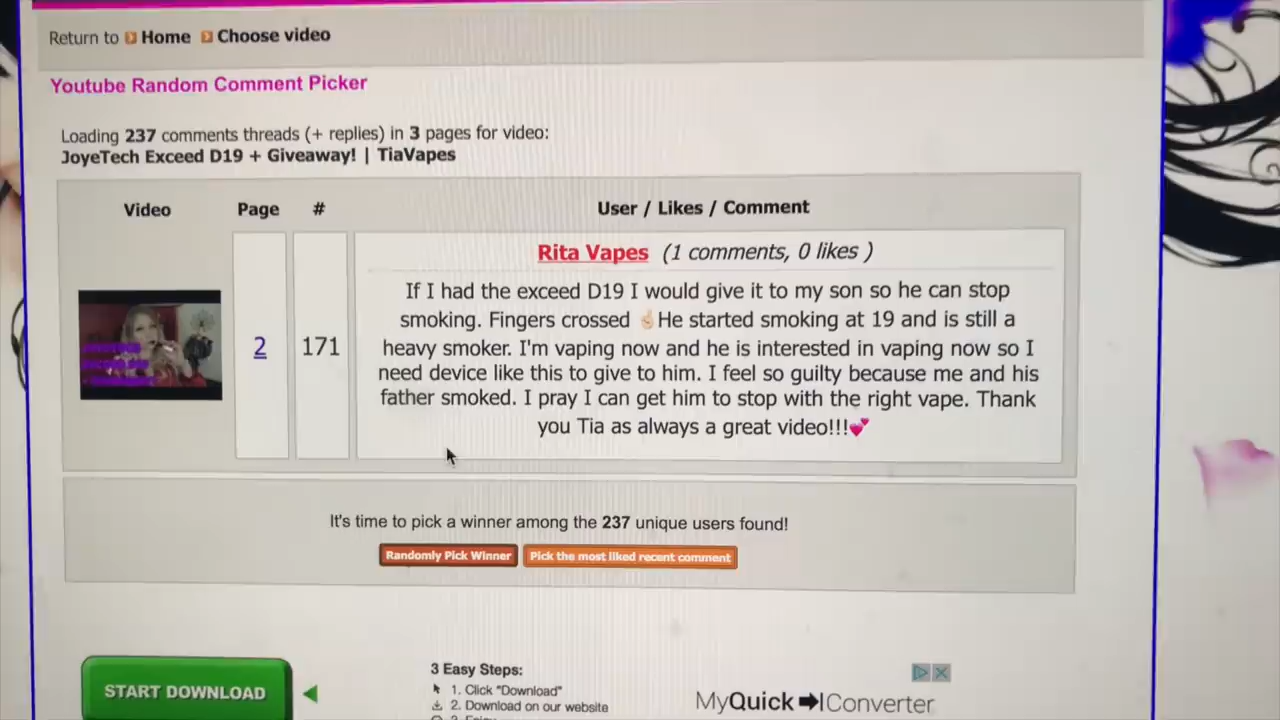 Return to Home Choose video
Youtube Random Comment Picker
Loading 237 comments threads (+ replies) in 3 pages for video:
JoyeTech Exceed D19 + Giveaway! | TiaVapes
Video Page # User / Likes / Comment
Rita Vapes (1 comments, 0 likes )
If I had the exceed D19 I would give it to my son so he can stop
smoking. Fingers crossed ☝🏻He started smoking at 19 and is still a
2 171 heavy smoker. I'm vaping now and he is interested in vaping now so I
need device like this to give to him. I feel so guilty because me and his
father smoked. I pray I can get him to stop with the right vape. Thank
you Tia as always a great video!!!💕
It's time to pick a winner among the 237 unique users found!
Randomly Pick Winner Pick the most liked recent comment
START DOWNLOAD
3 Easy Steps:
1. Click "Download"
2. Download on our website
MyQuick Converter